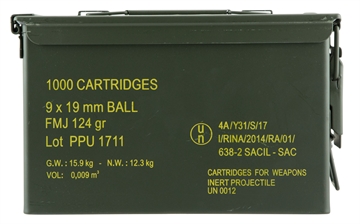 1000 CARTRIDGES
9 x 19 mm BALL
FMJ 124 gr
Lot PPU 1711
G.W. : 15.9 kg - N.W. : 12.3 kg
VOL: 0,009 m³
un
4A/Y31/S/17
I/RINA/2014/RA/01/
638-2 SACIL - SAC
CARTRIDGES FOR WEAPONS
INERT PROJECTILE
UN 0012